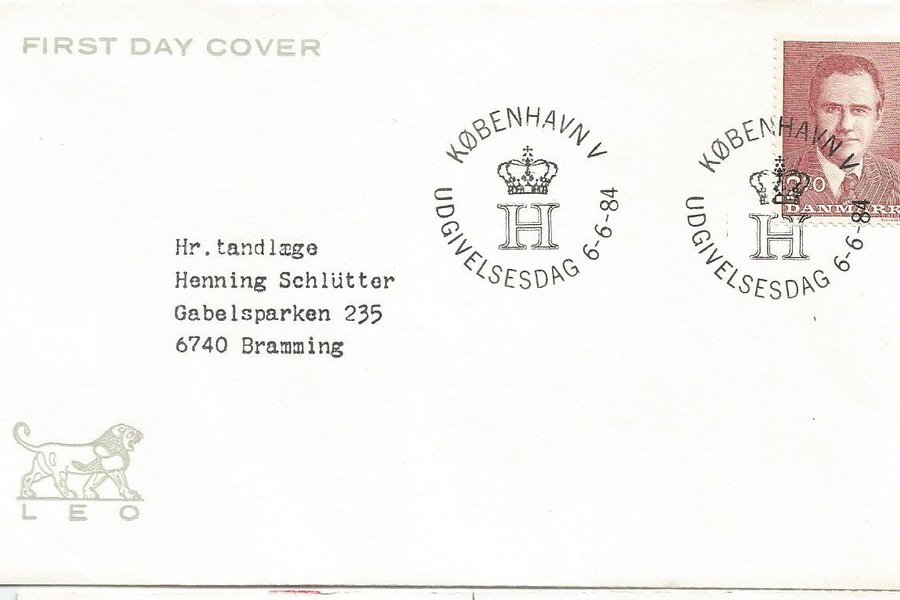 FIRST DAY COVER
KØBENHAVN V
UDGIVELSESDAG 6-6-84
H
KØBENHAVN V
UDGIVELSESDAG 6-6-84
H
DANMARK
Hr.tandlæge
Henning Schlütter
Gabelsparken 235
6740 Bramming
LEO